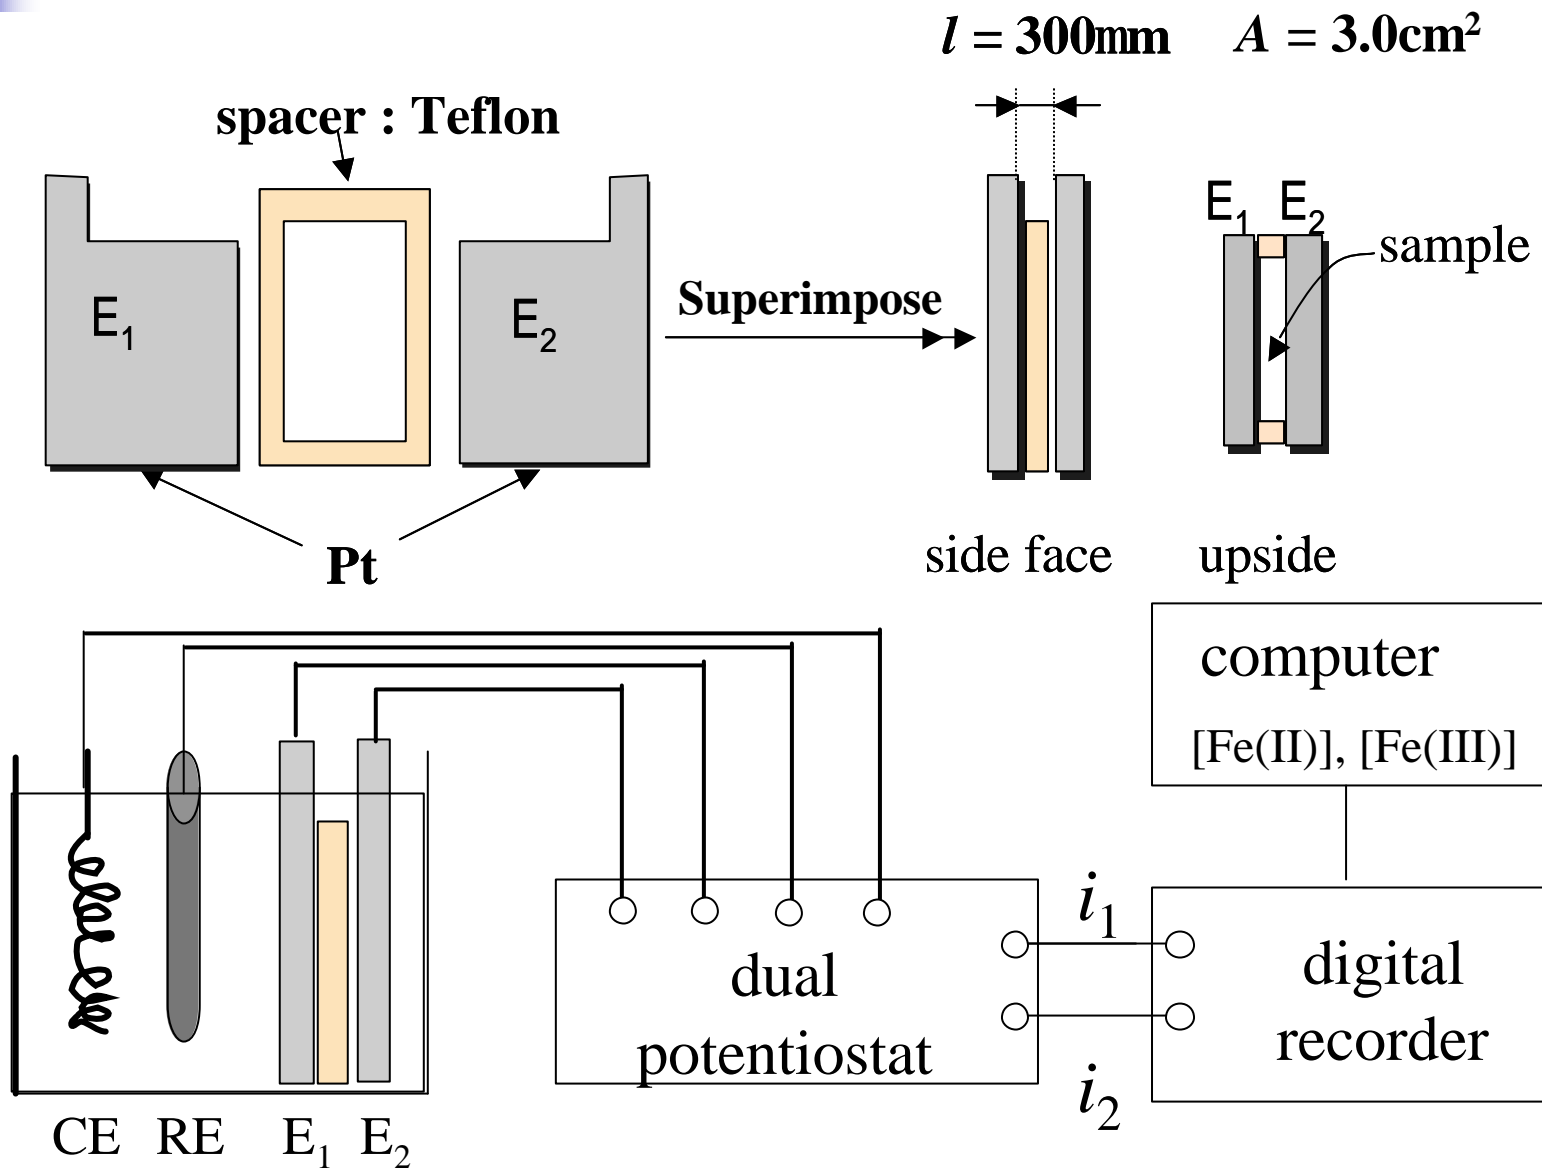 l = 300mm A = 3.0cm²
spacer : Teflon
E₁ E₂
sample
E₁
E₂
Superimpose
Pt
side face upside
computer
[Fe(II)], [Fe(III)]
i₁
dual
potentiostat
digital
recorder
i₂
CE RE E₁ E₂